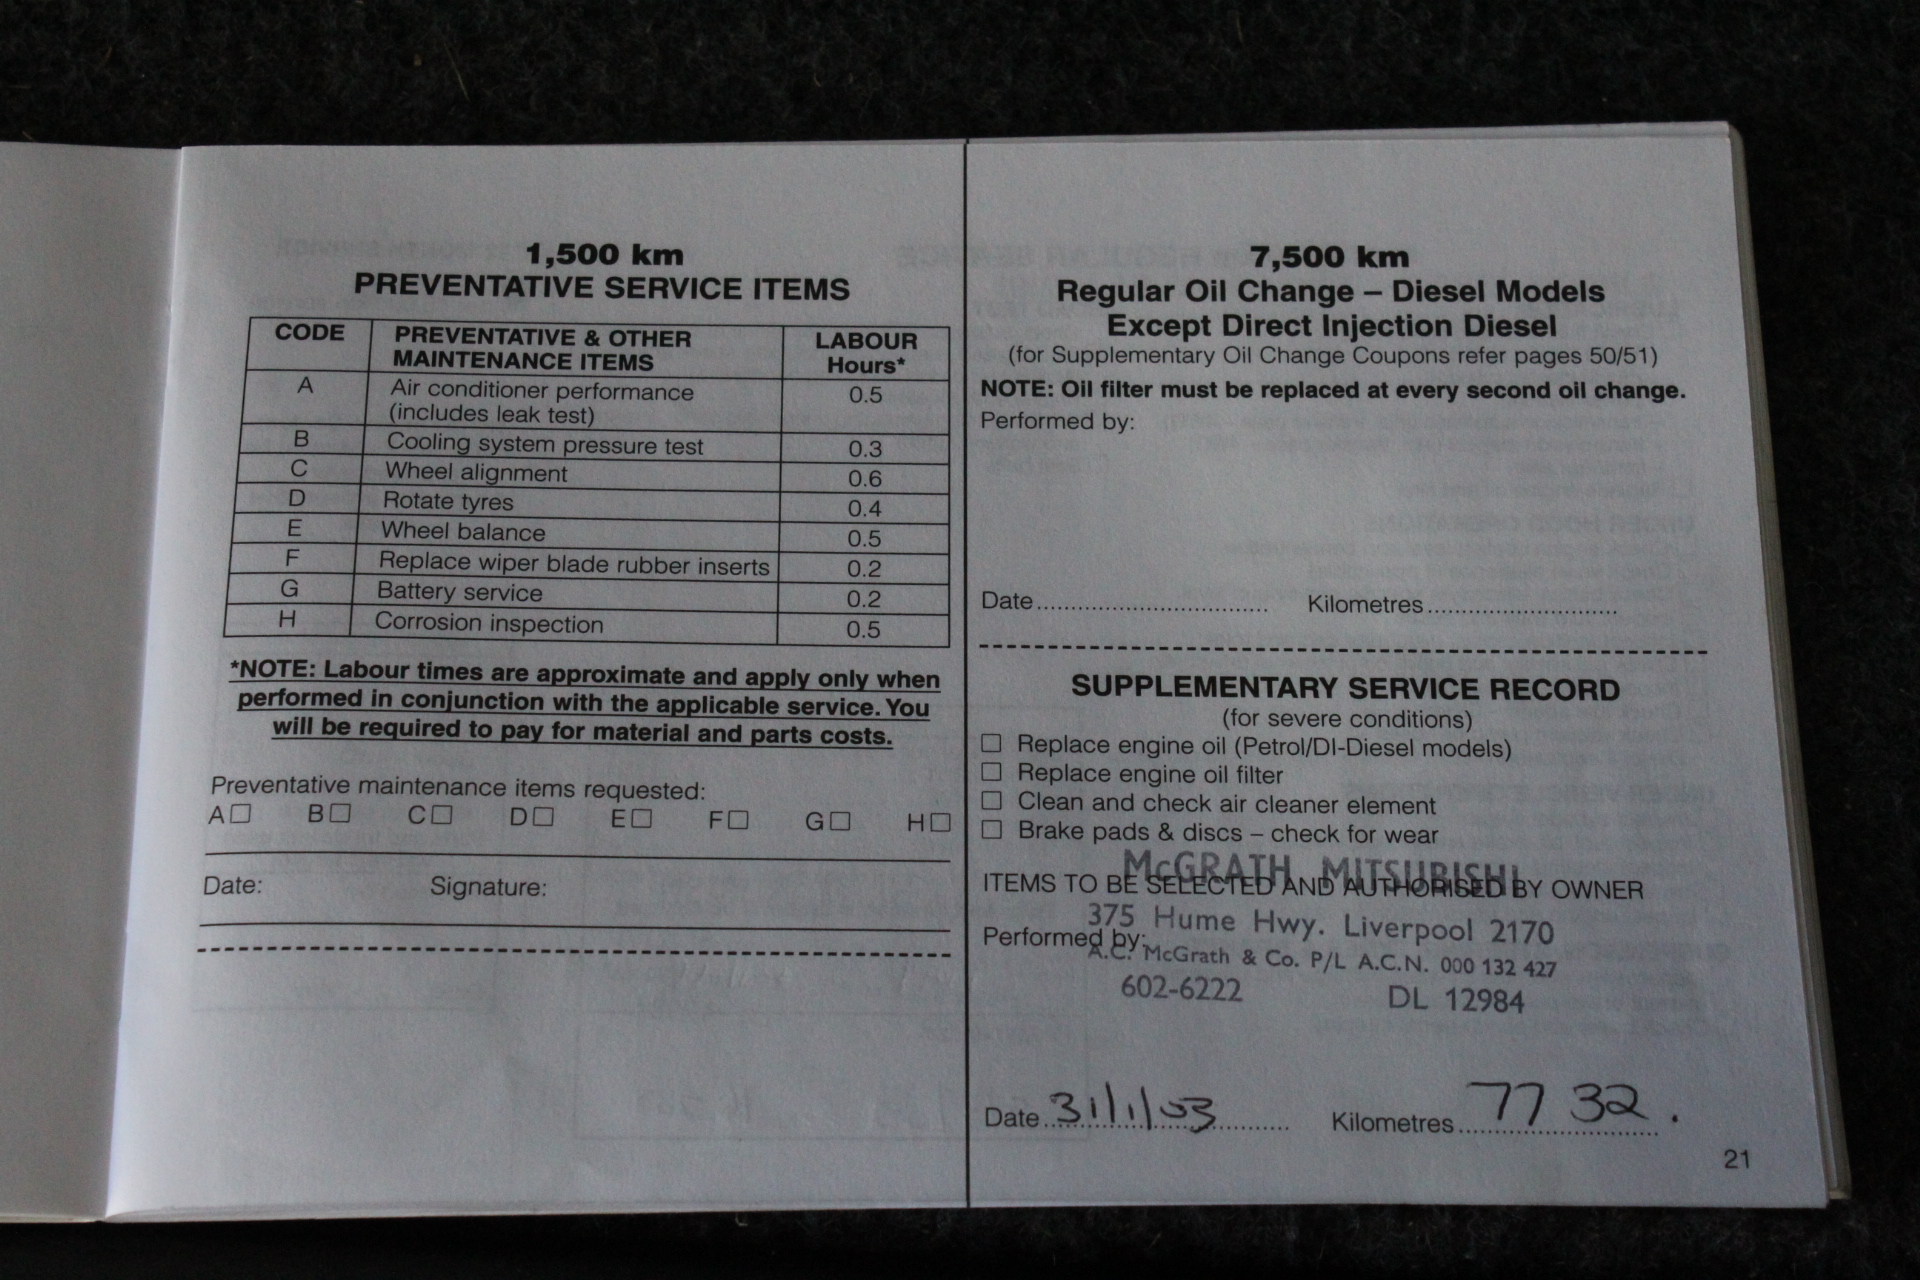 1,500 km
PREVENTATIVE SERVICE ITEMS
CODE PREVENTATIVE & OTHER MAINTENANCE ITEMS LABOUR Hours*
A Air conditioner performance (includes leak test) 0.5
B Cooling system pressure test 0.3
C Wheel alignment 0.6
D Rotate tyres 0.4
E Wheel balance 0.5
F Replace wiper blade rubber inserts 0.2
G Battery service 0.2
H Corrosion inspection 0.5
*NOTE: Labour times are approximate and apply only when
performed in conjunction with the applicable service. You
will be required to pay for material and parts costs.
Preventative maintenance items requested:
A☐ B☐ C☐ D☐ E☐ F☐ G☐ H☐
Date: Signature:
7,500 km
Regular Oil Change – Diesel Models
Except Direct Injection Diesel
(for Supplementary Oil Change Coupons refer pages 50/51)
NOTE: Oil filter must be replaced at every second oil change.
Performed by:
Date.................................. Kilometres............................
SUPPLEMENTARY SERVICE RECORD
(for severe conditions)
☐ Replace engine oil (Petrol/DI-Diesel models)
☐ Replace engine oil filter
☐ Clean and check air cleaner element
☐ Brake pads & discs – check for wear
McGRATH MITSUBISHI
ITEMS TO BE SELECTED AND AUTHORISED BY OWNER
375 Hume Hwy. Liverpool 2170
Performed by:
A.C. McGrath & Co. P/L A.C.N. 000 132 427
602-6222 DL 12984
Date 31/1/03 Kilometres 7732.
21